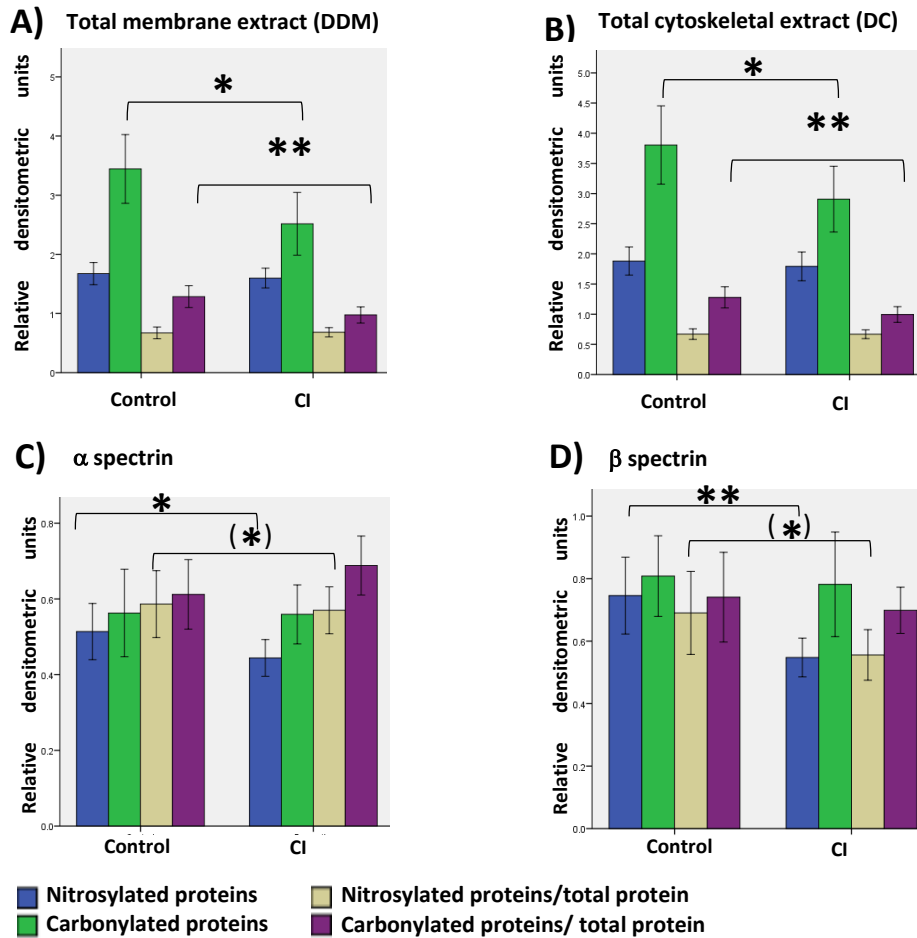 A) Total membrane extract (DDM)
Relative densitometric units
5
4
3
2
1
0
*
**
Control CI
B) Total cytoskeletal extract (DC)
Relative densitometric units
5.0
4.5
4.0
3.5
3.0
2.5
2.0
1.5
1.0
0.5
0.0
*
**
Control CI
C) α spectrin
Relative densitometric units
0.8
0.6
0.4
0.2
0.0
*
(*)
Control CI
D) β spectrin
Relative densitometric units
1.0
0.8
0.6
0.4
0.2
0.0
**
(*)
Control CI
Nitrosylated proteins
Carbonylated proteins
Nitrosylated proteins/total protein
Carbonylated proteins/ total protein